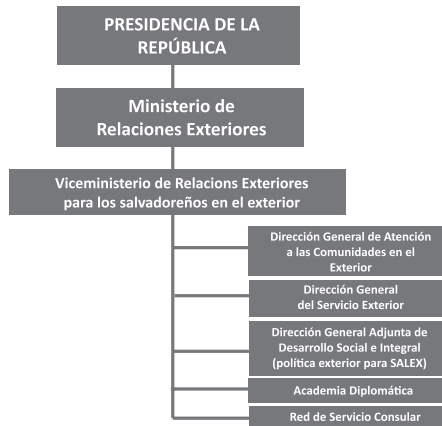 PRESIDENCIA DE LA
REPÚBLICA
Ministerio de
Relaciones Exteriores
Viceministerio de Relacions Exteriores
para los salvadoreños en el exterior
Dirección General de Atención
a las Comunidades en el
Exterior
Dirección General
del Servicio Exterior
Dirección General Adjunta de
Desarrollo Social e Integral
(política exterior para SALEX)
Academia Diplomática
Red de Servicio Consular